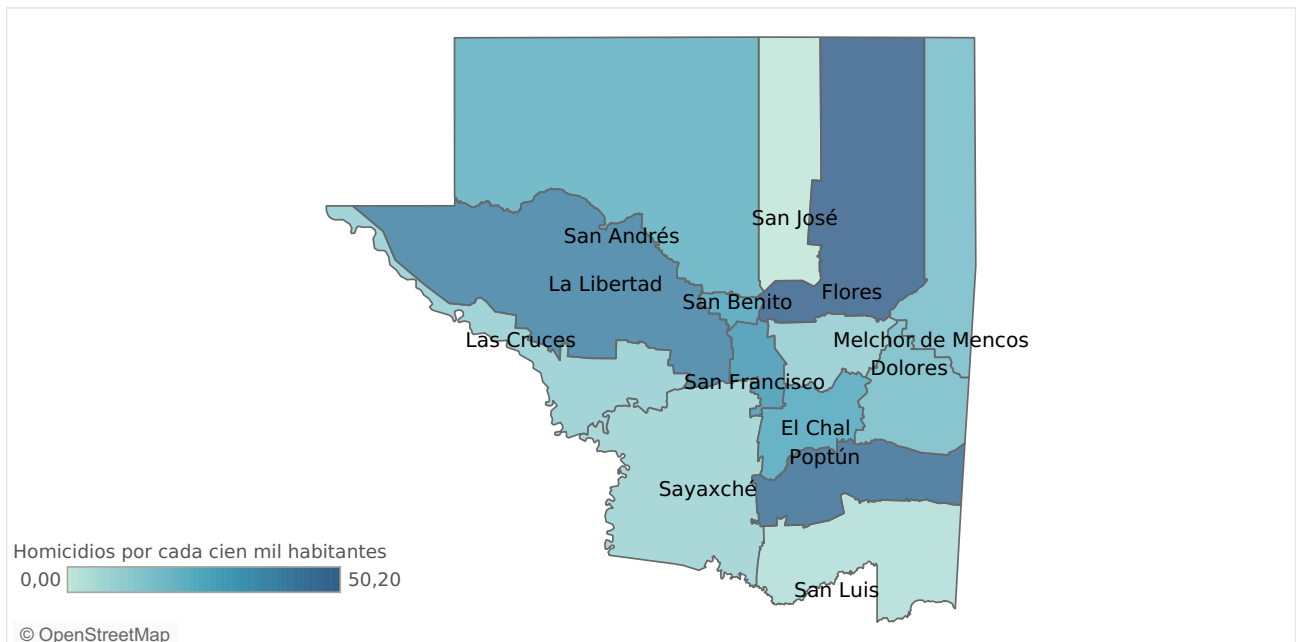 San José
San Andrés
La Libertad
Flores
San Benito
Las Cruces
Melchor de Mencos
Dolores
San Francisco
El Chal
Poptún
Sayaxché
Homicidios por cada cien mil habitantes
0,00 50,20
San Luis
© OpenStreetMap